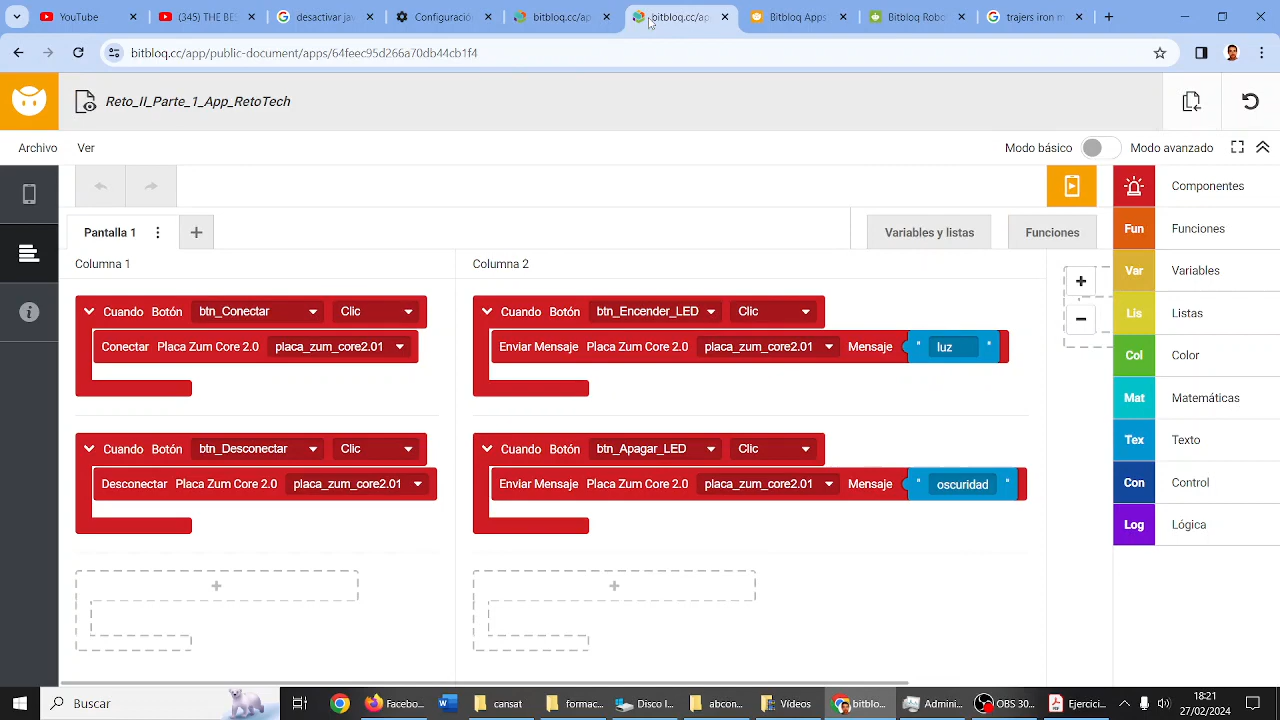 YouTube
(105) THE BE
desactivar ja
Configuració
bitbloq.cc/ap
bitbloq.cc/ap
Bitbloq Apps
Bitbloq Robo
trajers iron m
bitbloq.cc/app/public-document/apps/64feec95d266a70db44cb1f4
Reto_II_Parte_1_App_RetoTech
Archivo Ver Modo básico Modo avanzado
Pantalla 1
Variables y listas
Funciones
Componentes
Fun Funciones
Var Variables
Lis Listas
Col Color
Mat Matemáticas
Tex Texto
Con Control
Log Lógica
Columna 1
Cuando Botón btn_Conectar Clic
Conectar Placa Zum Core 2.0 placa_zum_core2.01
Cuando Botón btn_Desconectar Clic
Desconectar Placa Zum Core 2.0 placa_zum_core2.01
Columna 2
Cuando Botón btn_Encender_LED Clic
Enviar Mensaje Placa Zum Core 2.0 placa_zum_core2.01 Mensaje " luz "
Cuando Botón btn_Apagar_LED Clic
Enviar Mensaje Placa Zum Core 2.0 placa_zum_core2.01 Mensaje " oscuridad "
Buscar
Facebo...
cansat
forma...
Disco l...
abcon...
Vídeos
bitblo...
Admin...
OBS 30...
Ejercic...
18:21
27/02/2024